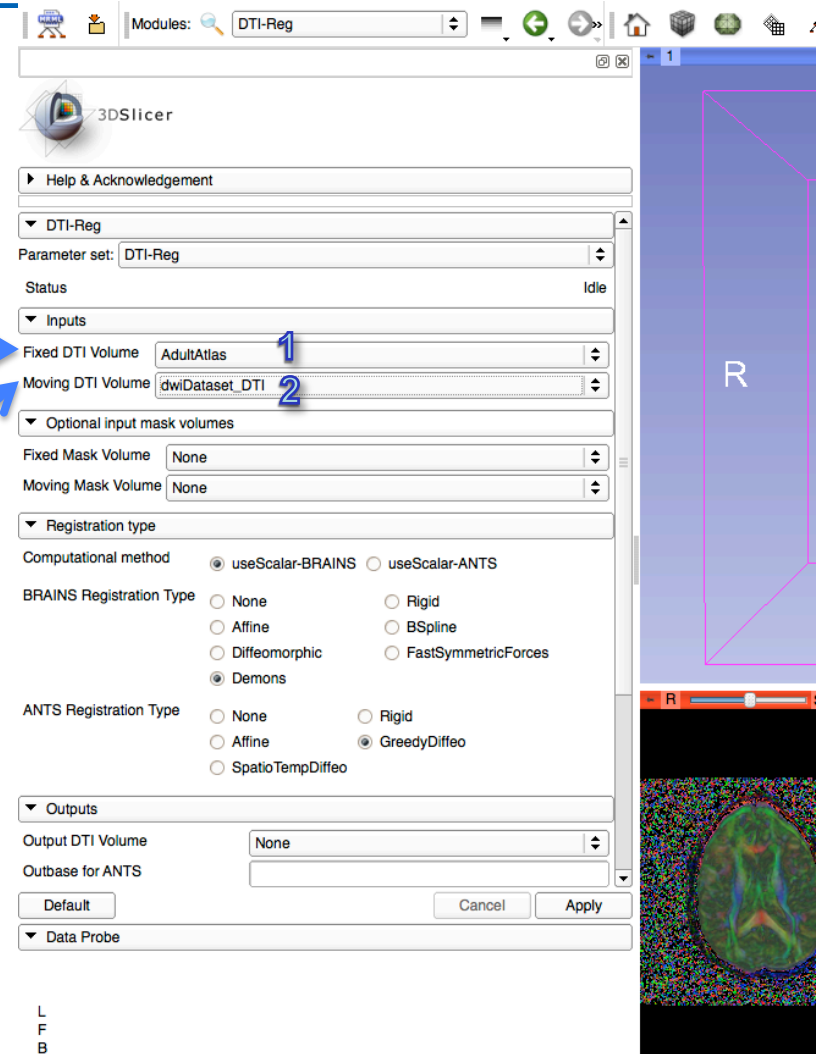 Modules: DTI-Reg
1
3DSlicer
Help & Acknowledgement
DTI-Reg
Parameter set: DTI-Reg
Status Idle
Inputs
Fixed DTI Volume AdultAtlas 1
Moving DTI Volume dwiDataset_DTI 2
Optional input mask volumes
Fixed Mask Volume None
Moving Mask Volume None
Registration type
Computational method useScalar-BRAINS useScalar-ANTS
BRAINS Registration Type None Rigid
Affine BSpline
Diffeomorphic FastSymmetricForces
Demons
ANTS Registration Type None Rigid
Affine GreedyDiffeo
SpatioTempDiffeo
Outputs
Output DTI Volume None
Outbase for ANTS
Default Cancel Apply
Data Probe
L
F
B
R
R